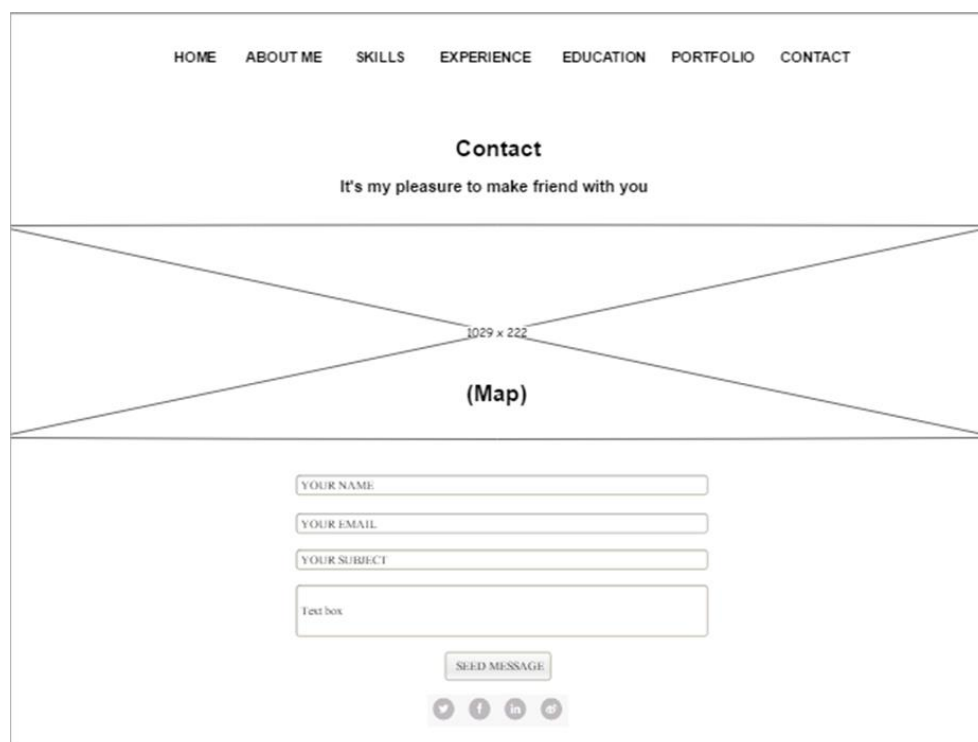 HOME ABOUT ME SKILLS EXPERIENCE EDUCATION PORTFOLIO CONTACT
Contact
It's my pleasure to make friend with you
1029 x 222
(Map)
YOUR NAME
YOUR EMAIL
YOUR SUBJECT
Text box
SEED MESSAGE